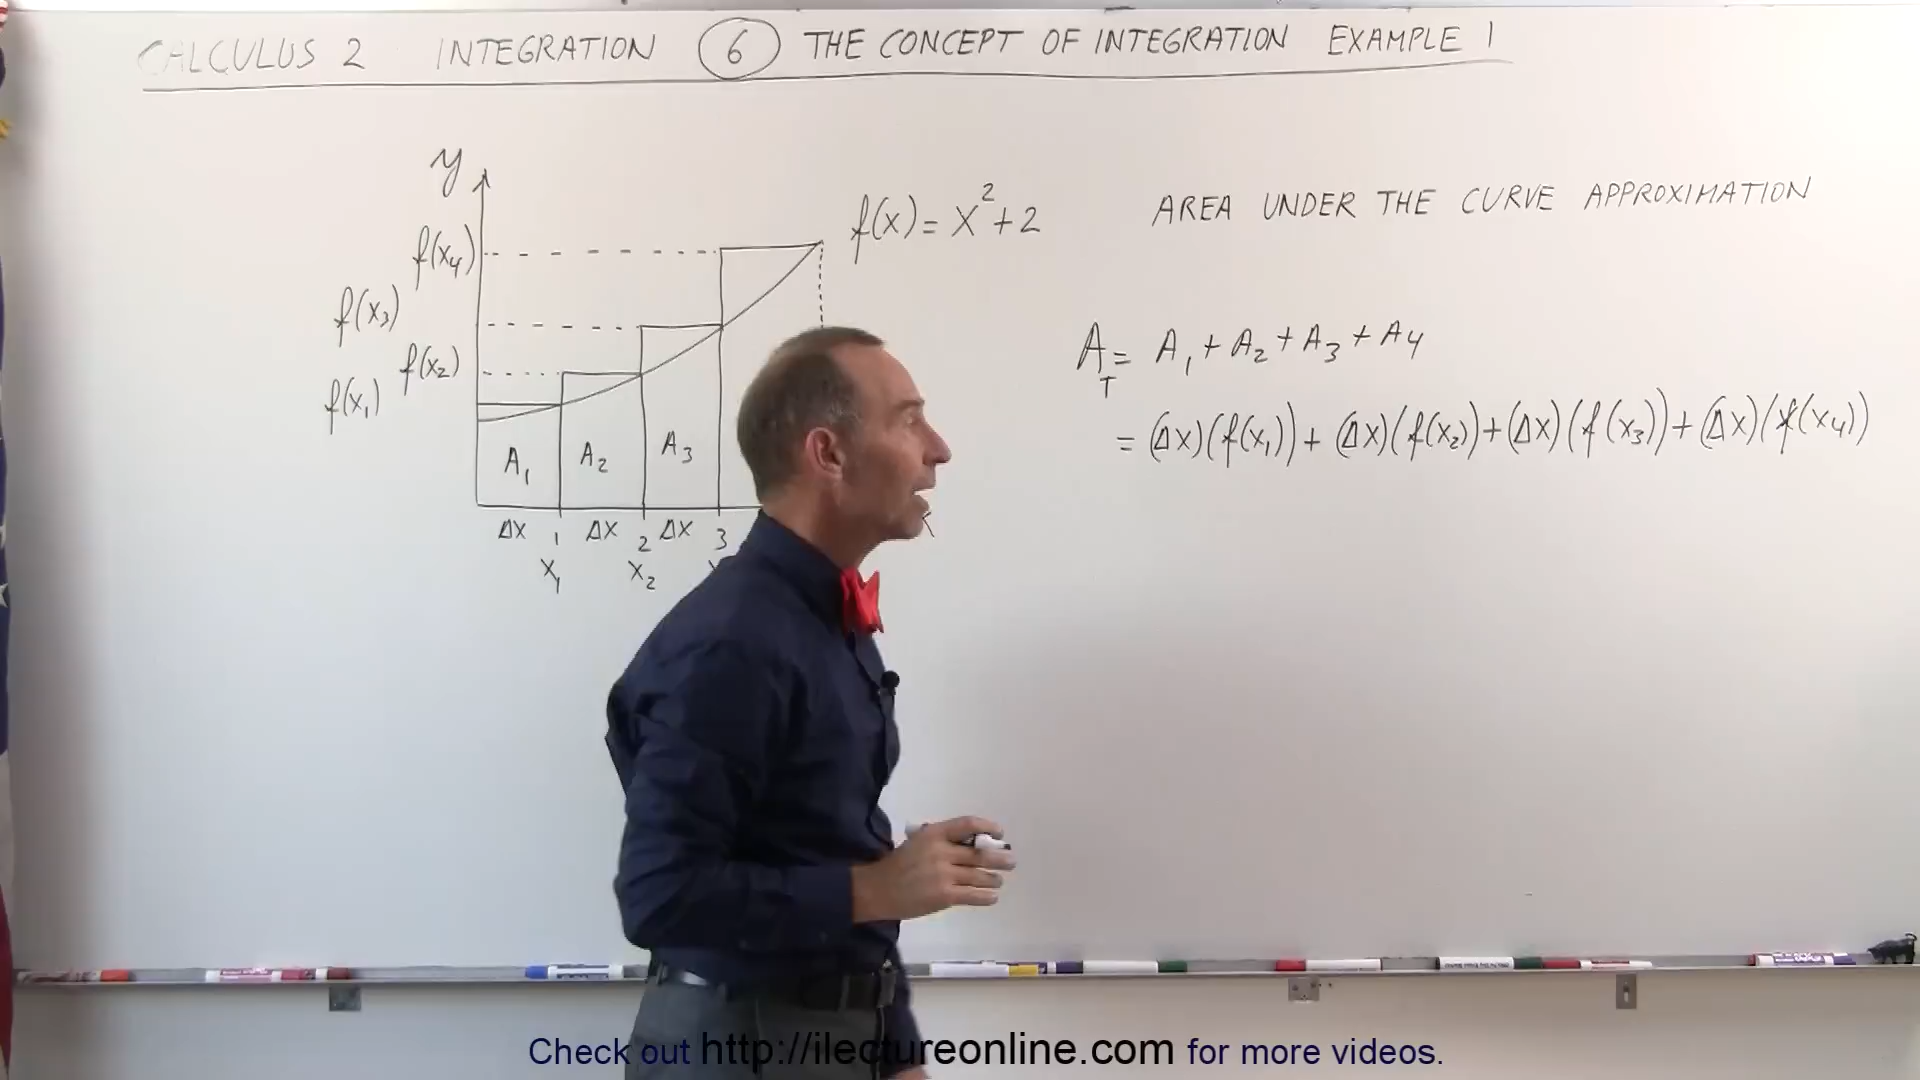 CALCULUS 2 INTEGRATION 6 THE CONCEPT OF INTEGRATION EXAMPLE 1
y
f(x) = x² + 2
AREA UNDER THE CURVE APPROXIMATION
f(x₄)
f(x₃)
f(x₂)
f(x₁)
A₁ A₂ A₃
Δx 1 Δx 2 Δx 3
x₁ x₂
A_T = A₁ + A₂ + A₃ + A₄
= (Δx)(f(x₁)) + (Δx)(f(x₂)) + (Δx)(f(x₃)) + (Δx)(f(x₄))
Check out http://ilectureonline.com for more videos.